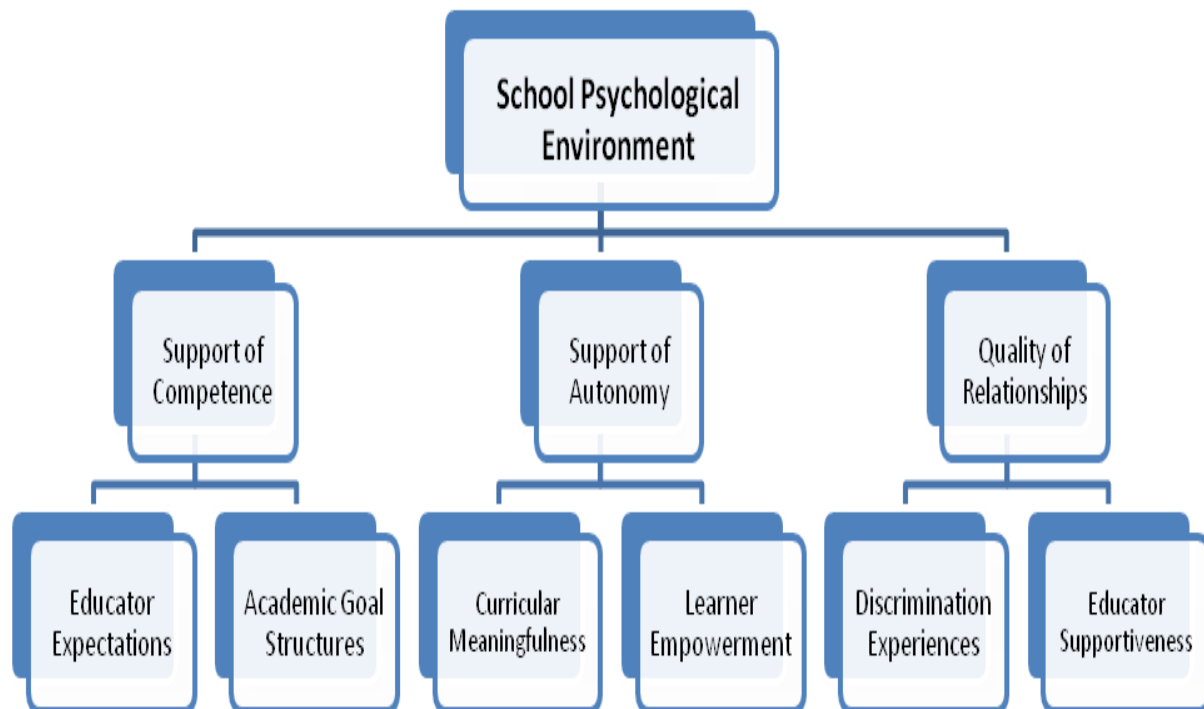 School Psychological
Environment
Support of
Competence
Support of
Autonomy
Quality of
Relationships
Educator
Expectations
Academic Goal
Structures
Curricular
Meaningfulness
Learner
Empowerment
Discrimination
Experiences
Educator
Supportiveness